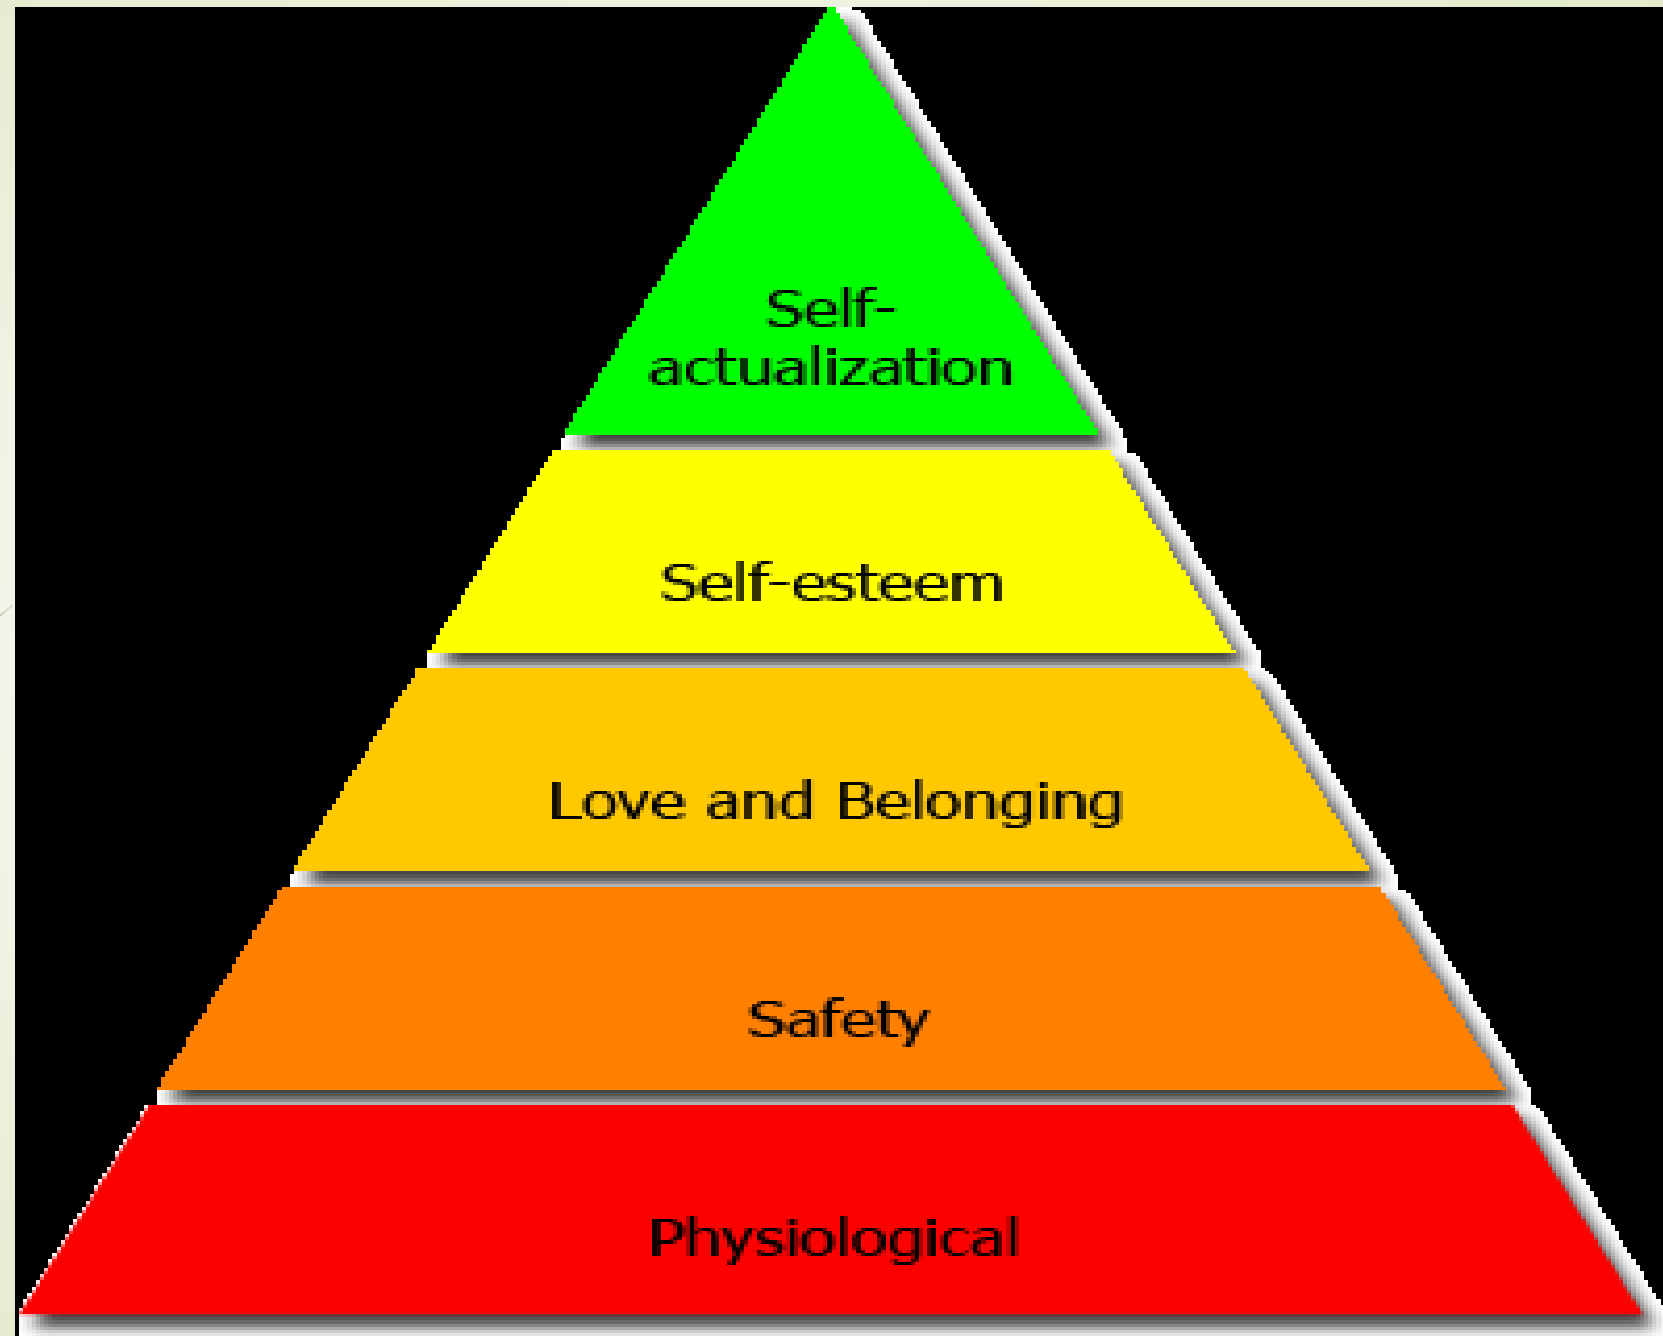 Self-
actualization
Self-esteem
Love and Belonging
Safety
Physiological